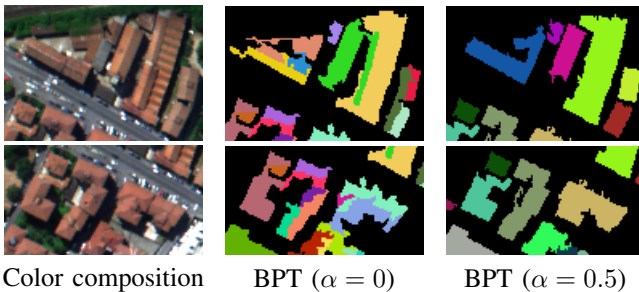 Color composition BPT (α = 0) BPT (α = 0.5)